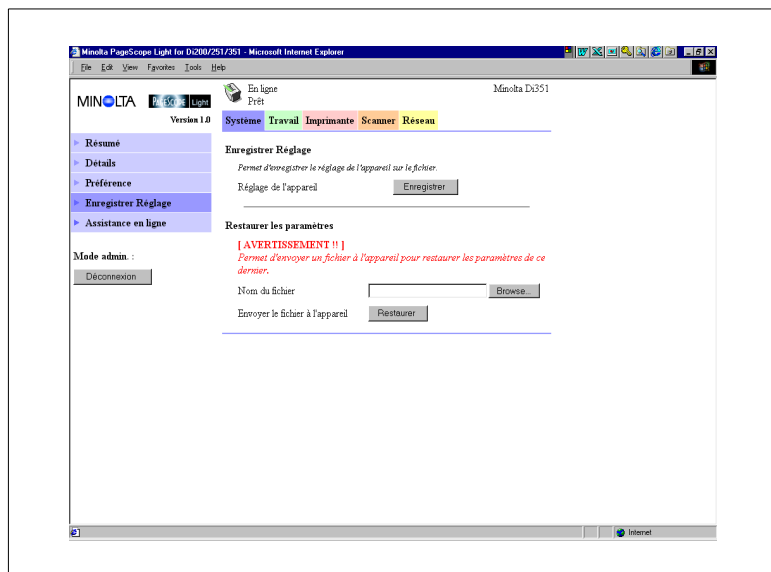 Minolta PageScope Light for Di200/251/351 - Microsoft Internet Explorer
File Edit View Favorites Tools Help
MINOLTA PAGESCOPE Light
Version 1.0
En ligne
Prêt
Minolta Di351
Système Travail Imprimante Scanner Réseau
Résumé
Détails
Préférence
Enregistrer Réglage
Assistance en ligne
Mode admin. :
Déconnexion
Enregistrer Réglage
Permet d'enregistrer le réglage de l'appareil sur le fichier.
Réglage de l'appareil Enregistrer
Restaurer les paramètres
[ AVERTISSEMENT !! ]
Permet d'envoyer un fichier à l'appareil pour restaurer les paramètres de ce
dernier.
Nom du fichier Browse...
Envoyer le fichier à l'appareil Restaurer
Internet